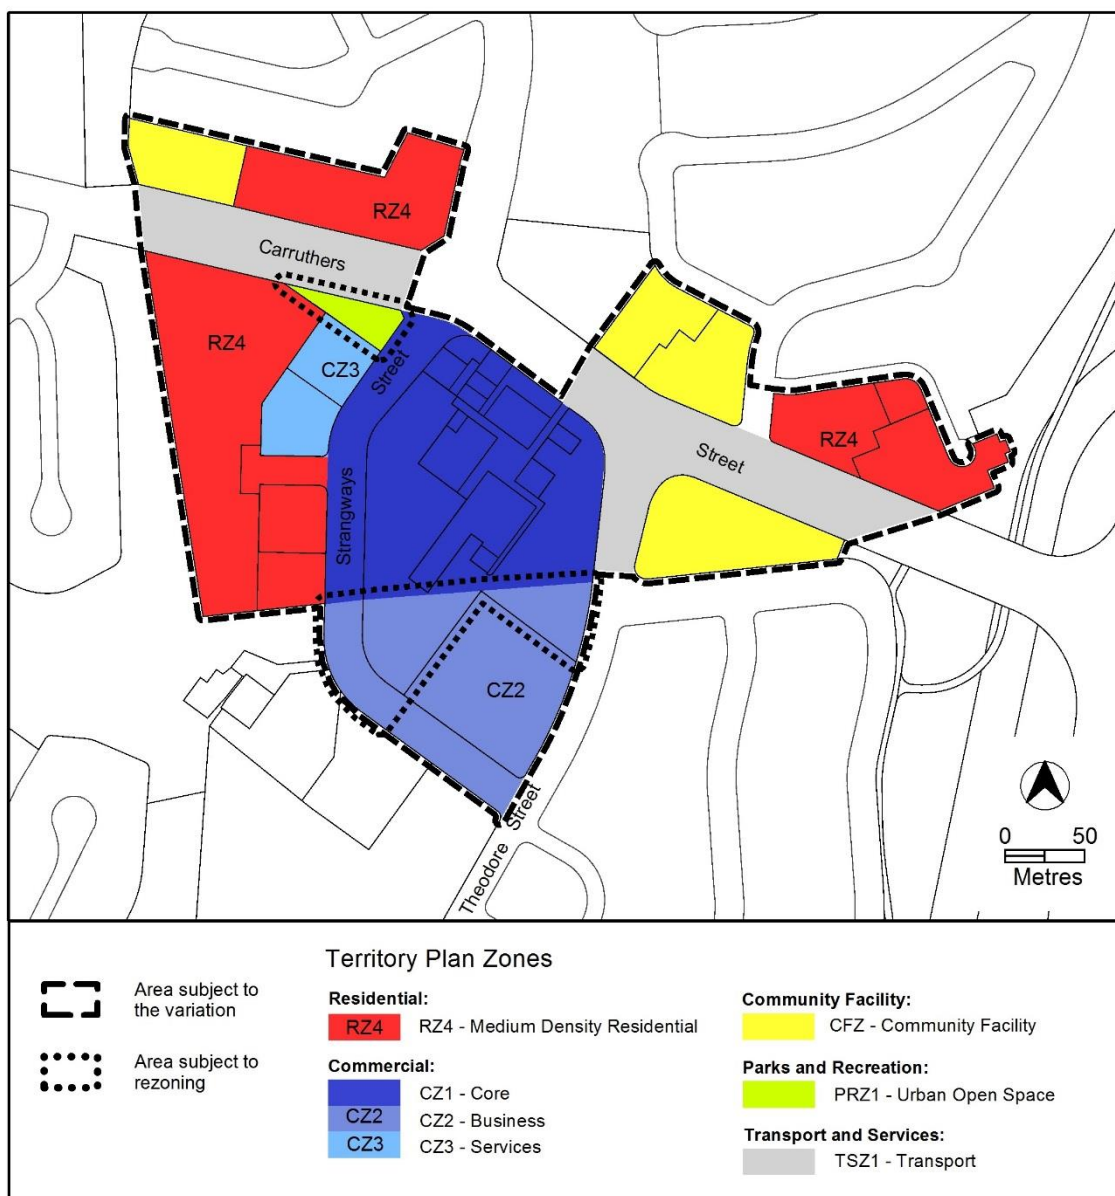 RZ4
Carruthers
RZ4
CZ3
Street
RZ4
Street
Strangways
CZ2
Street
Theodore
0 50
Metres
Territory Plan Zones
Area subject to
the variation
Area subject to
rezoning
Residential:
RZ4 RZ4 - Medium Density Residential
Commercial:
CZ1 - Core
CZ2 CZ2 - Business
CZ3 CZ3 - Services
Community Facility:
CFZ - Community Facility
Parks and Recreation:
PRZ1 - Urban Open Space
Transport and Services:
TSZ1 - Transport